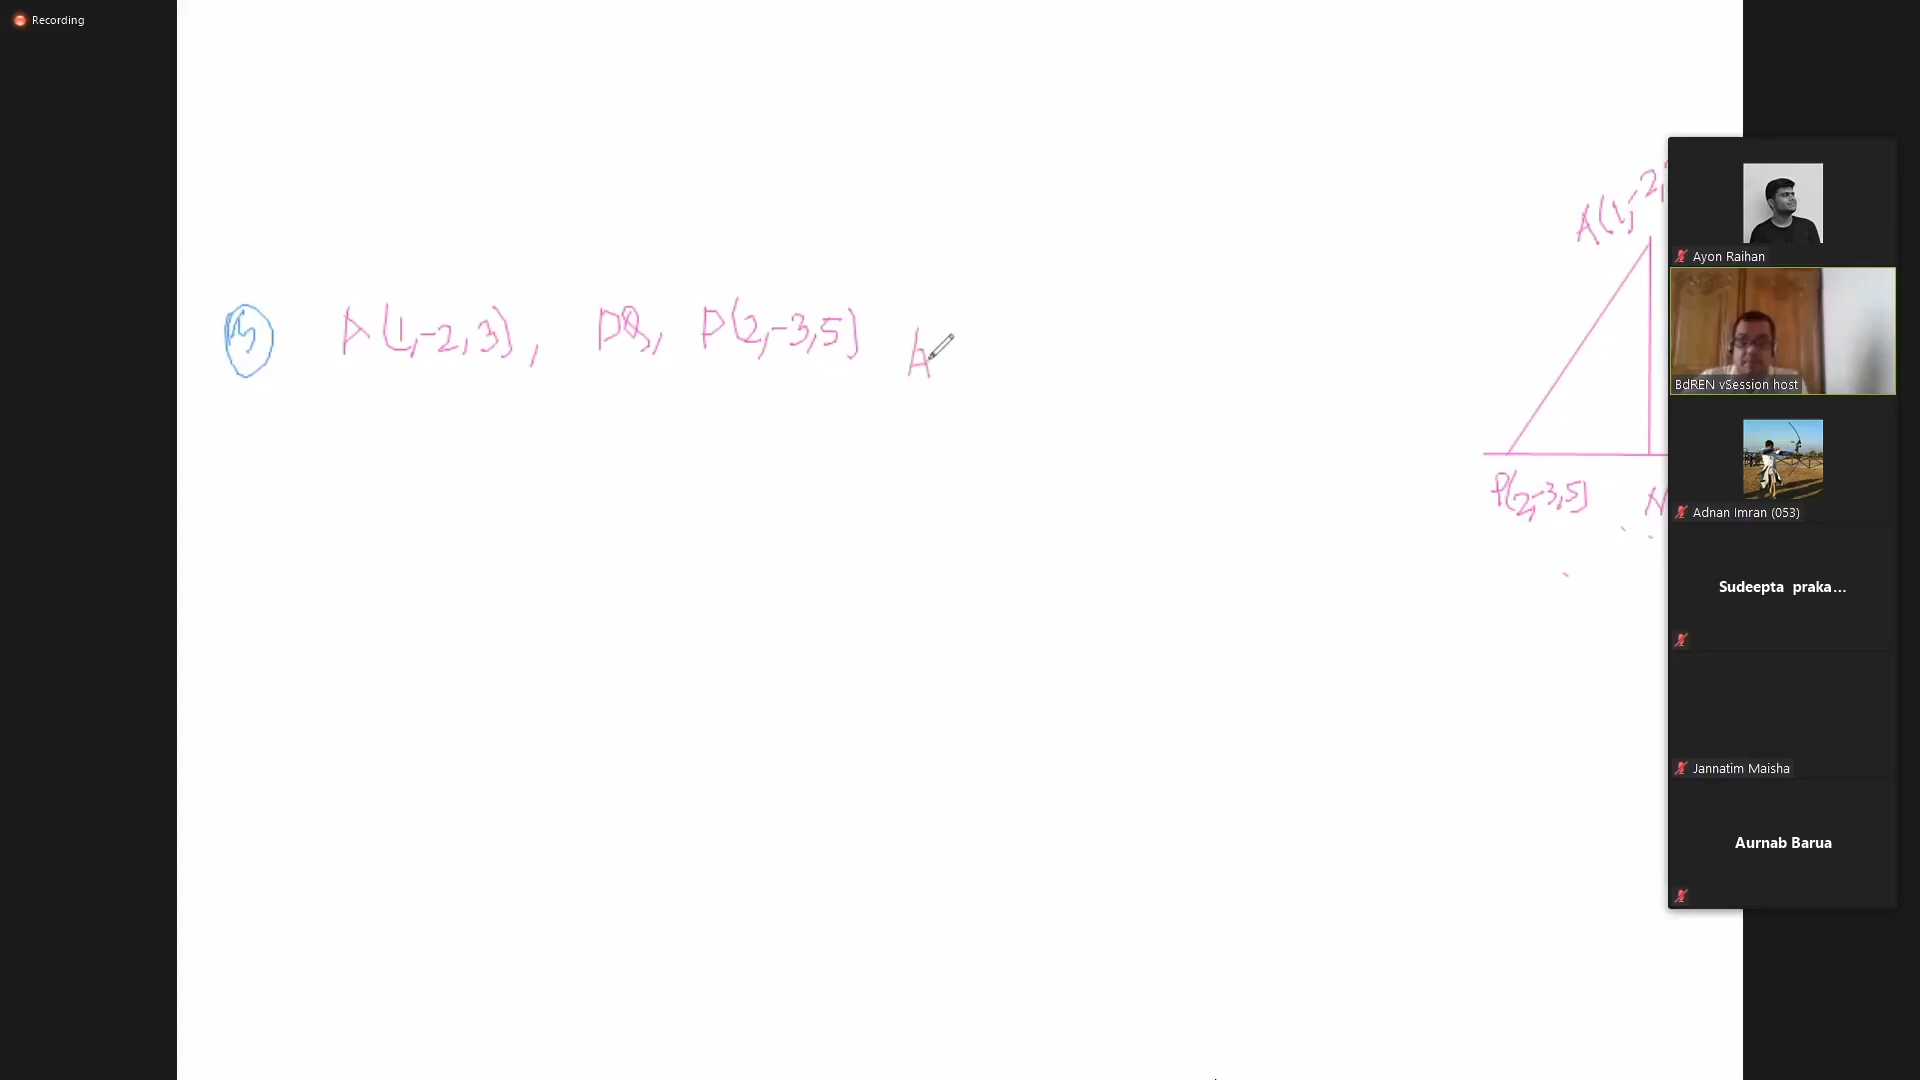 Recording
A(1,-2,
A(1,-2,3), PQ, P(2,-3,5) A
P(2,-3,5) N
Ayon Raihan
BdREN vSession host
Adnan Imran (053)
Sudeepta praka...
Jannatim Maisha
Aurnab Barua